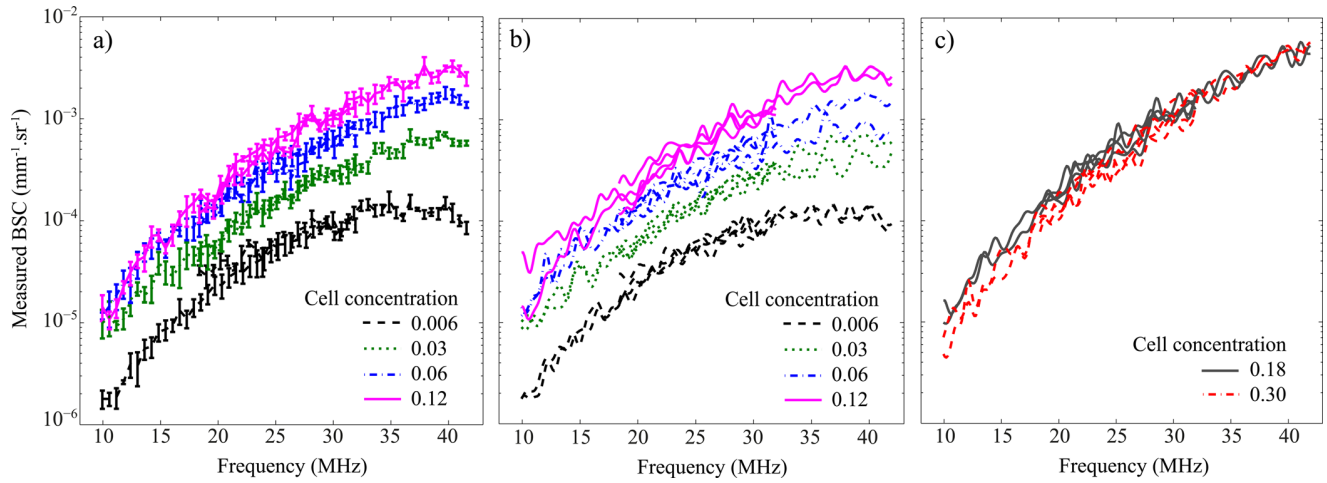 a)
Measured BSC (mm⁻¹.sr⁻¹)
10⁻²
10⁻³
10⁻⁴
10⁻⁵
10⁻⁶
Cell concentration
0.006
0.03
0.06
0.12
10 15 20 25 30 35 40
Frequency (MHz)
b)
Cell concentration
0.006
0.03
0.06
0.12
10 15 20 25 30 35 40
Frequency (MHz)
c)
Cell concentration
0.18
0.30
10 15 20 25 30 35 40
Frequency (MHz)